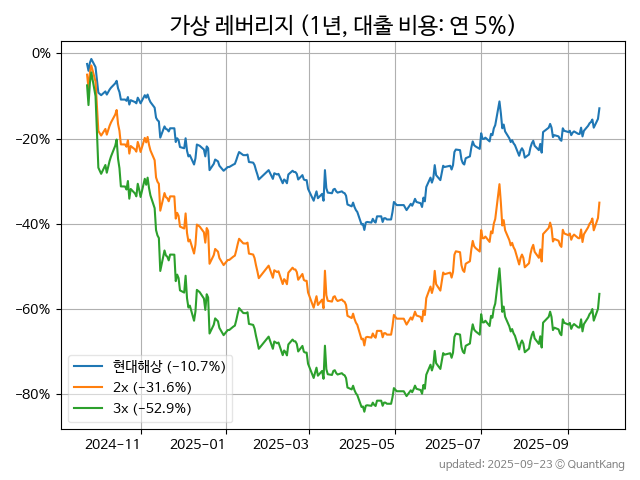 가상 레버리지 (1년, 대출 비용: 연 5%)
0%
−20%
−40%
−60%
−80%
현대해상 (−10.7%)
2x (−31.6%)
3x (−52.9%)
2024-11 2025-01 2025-03 2025-05 2025-07 2025-09
updated: 2025-09-23 © QuantKang